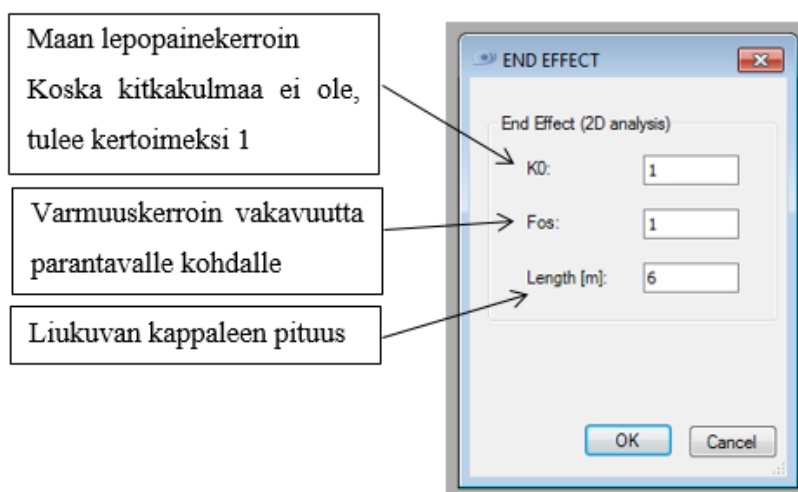 Maan lepopainekerroin
Koska kitkakulmaa ei ole,
tulee kertoimeksi 1
Varmuuskerroin vakavuutta
parantavalle kohdalle
Liukuvan kappaleen pituus
END EFFECT
End Effect (2D analysis)
K0: 1
Fos: 1
Length [m]: 6
OK Cancel